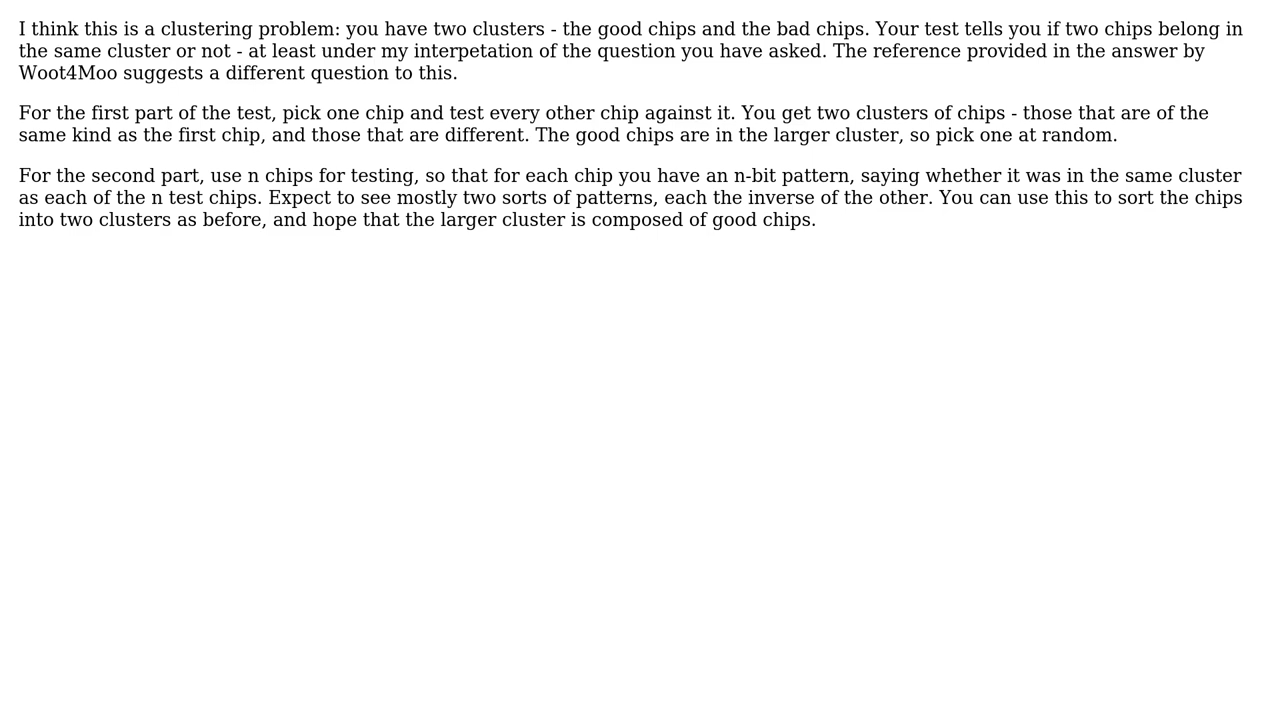 I think this is a clustering problem: you have two clusters - the good chips and the bad chips. Your test tells you if two chips belong in
the same cluster or not - at least under my interpetation of the question you have asked. The reference provided in the answer by
Woot4Moo suggests a different question to this.
For the first part of the test, pick one chip and test every other chip against it. You get two clusters of chips - those that are of the
same kind as the first chip, and those that are different. The good chips are in the larger cluster, so pick one at random.
For the second part, use n chips for testing, so that for each chip you have an n-bit pattern, saying whether it was in the same cluster
as each of the n test chips. Expect to see mostly two sorts of patterns, each the inverse of the other. You can use this to sort the chips
into two clusters as before, and hope that the larger cluster is composed of good chips.